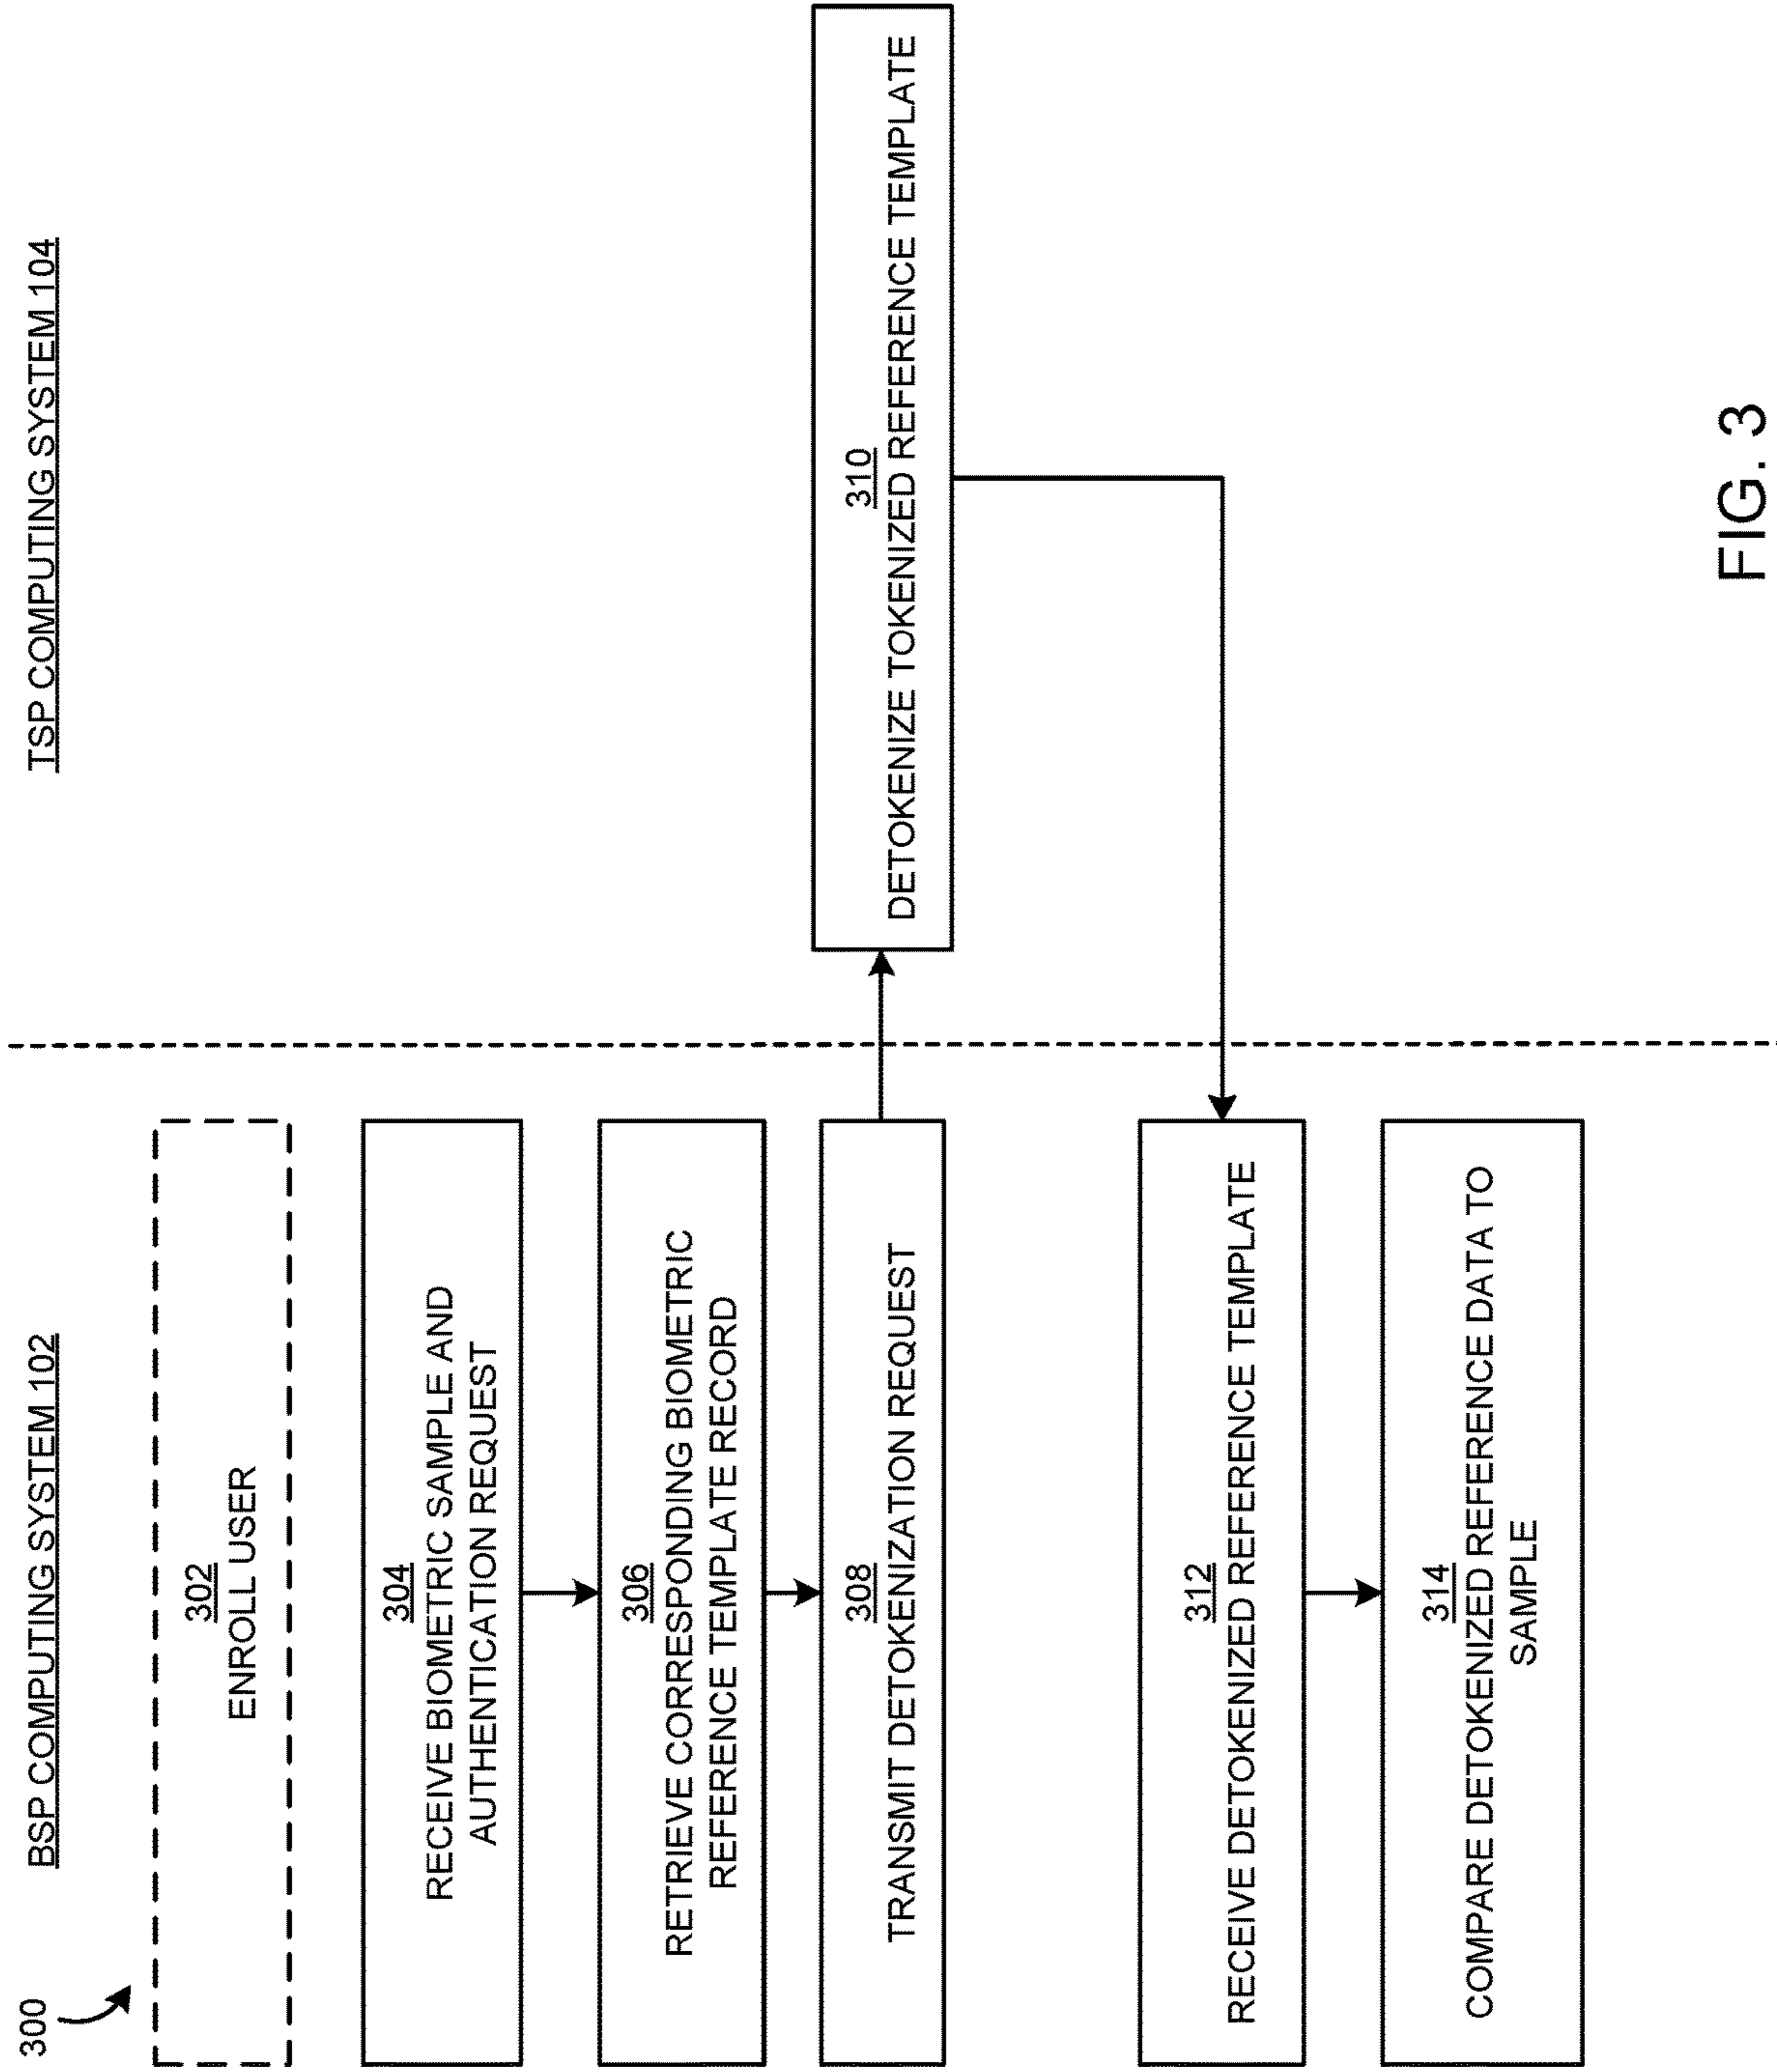 300
BSP COMPUTING SYSTEM 102
TSP COMPUTING SYSTEM 104
302
ENROLL USER
304
RECEIVE BIOMETRIC SAMPLE AND
AUTHENTICATION REQUEST
306
RETRIEVE CORRESPONDING BIOMETRIC
REFERENCE TEMPLATE RECORD
308
TRANSMIT DETOKENIZATION REQUEST
310
DETOKENIZE TOKENIZED REFERENCE TEMPLATE
312
RECEIVE DETOKENIZED REFERENCE TEMPLATE
314
COMPARE DETOKENIZED REFERENCE DATA TO
SAMPLE
FIG. 3